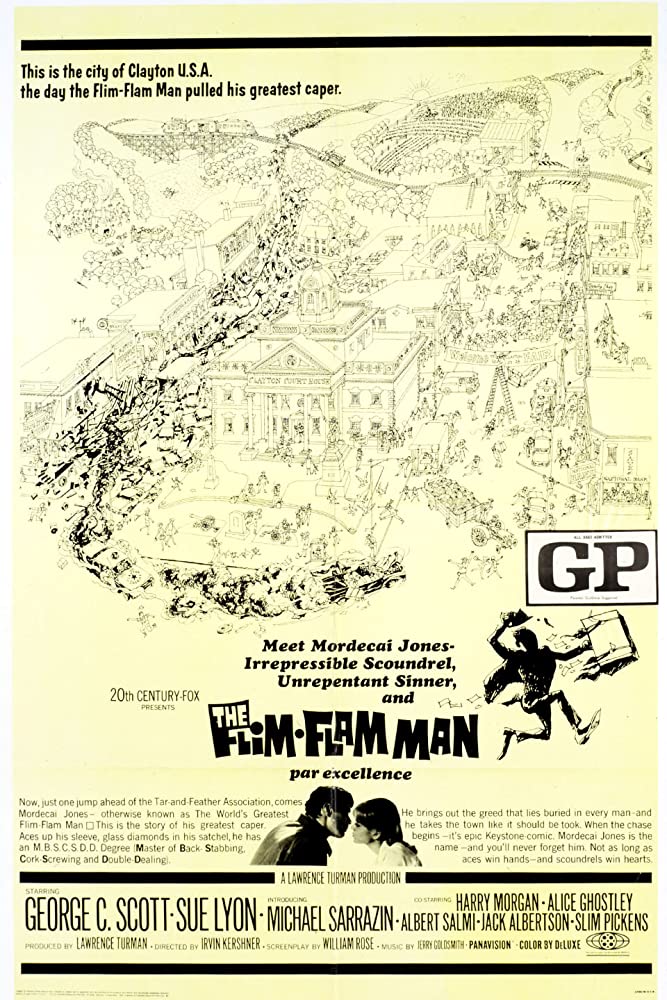 This is the city of Clayton U.S.A.
the day the Flim-Flam Man pulled his greatest caper.
CLAYTON COURT HOUSE
NATIONAL BANK
ALL AGES ADMITTED
GP
Parental Guidance Suggested
Meet Mordecai Jones-
Irrepressible Scoundrel,
Unrepentant Sinner,
and
20th CENTURY-FOX
PRESENTS
THE
FLIM·FLAM MAN
par excellence
Now, just one jump ahead of the Tar-and-Feather Association, comes
Mordecai Jones— otherwise known as The World's Greatest
Flim-Flam Man □ This is the story of his greatest caper.
Aces up his sleeve, glass diamonds in his satchel, he has
an M.B.S.C.S.D.D. Degree (Master of Back-Stabbing,
Cork-Screwing and Double-Dealing).
He brings out the greed that lies buried in every man—and
he takes the town like it should be took. When the chase
begins —it's epic Keystone-comic. Mordecai Jones is the
name —and you'll never forget him. Not as long as
aces win hands—and scoundrels win hearts.
A LAWRENCE TURMAN PRODUCTION
STARRING
GEORGE C. SCOTT · SUE LYON ·
INTRODUCING
MICHAEL SARRAZIN ·
CO-STARRING HARRY MORGAN · ALICE GHOSTLEY
ALBERT SALMI · JACK ALBERTSON · SLIM PICKENS
PRODUCED BY LAWRENCE TURMAN · DIRECTED BY IRVIN KERSHNER · SCREENPLAY BY WILLIAM ROSE · MUSIC BY JERRY GOLDSMITH · PANAVISION® · COLOR BY DeLUXE